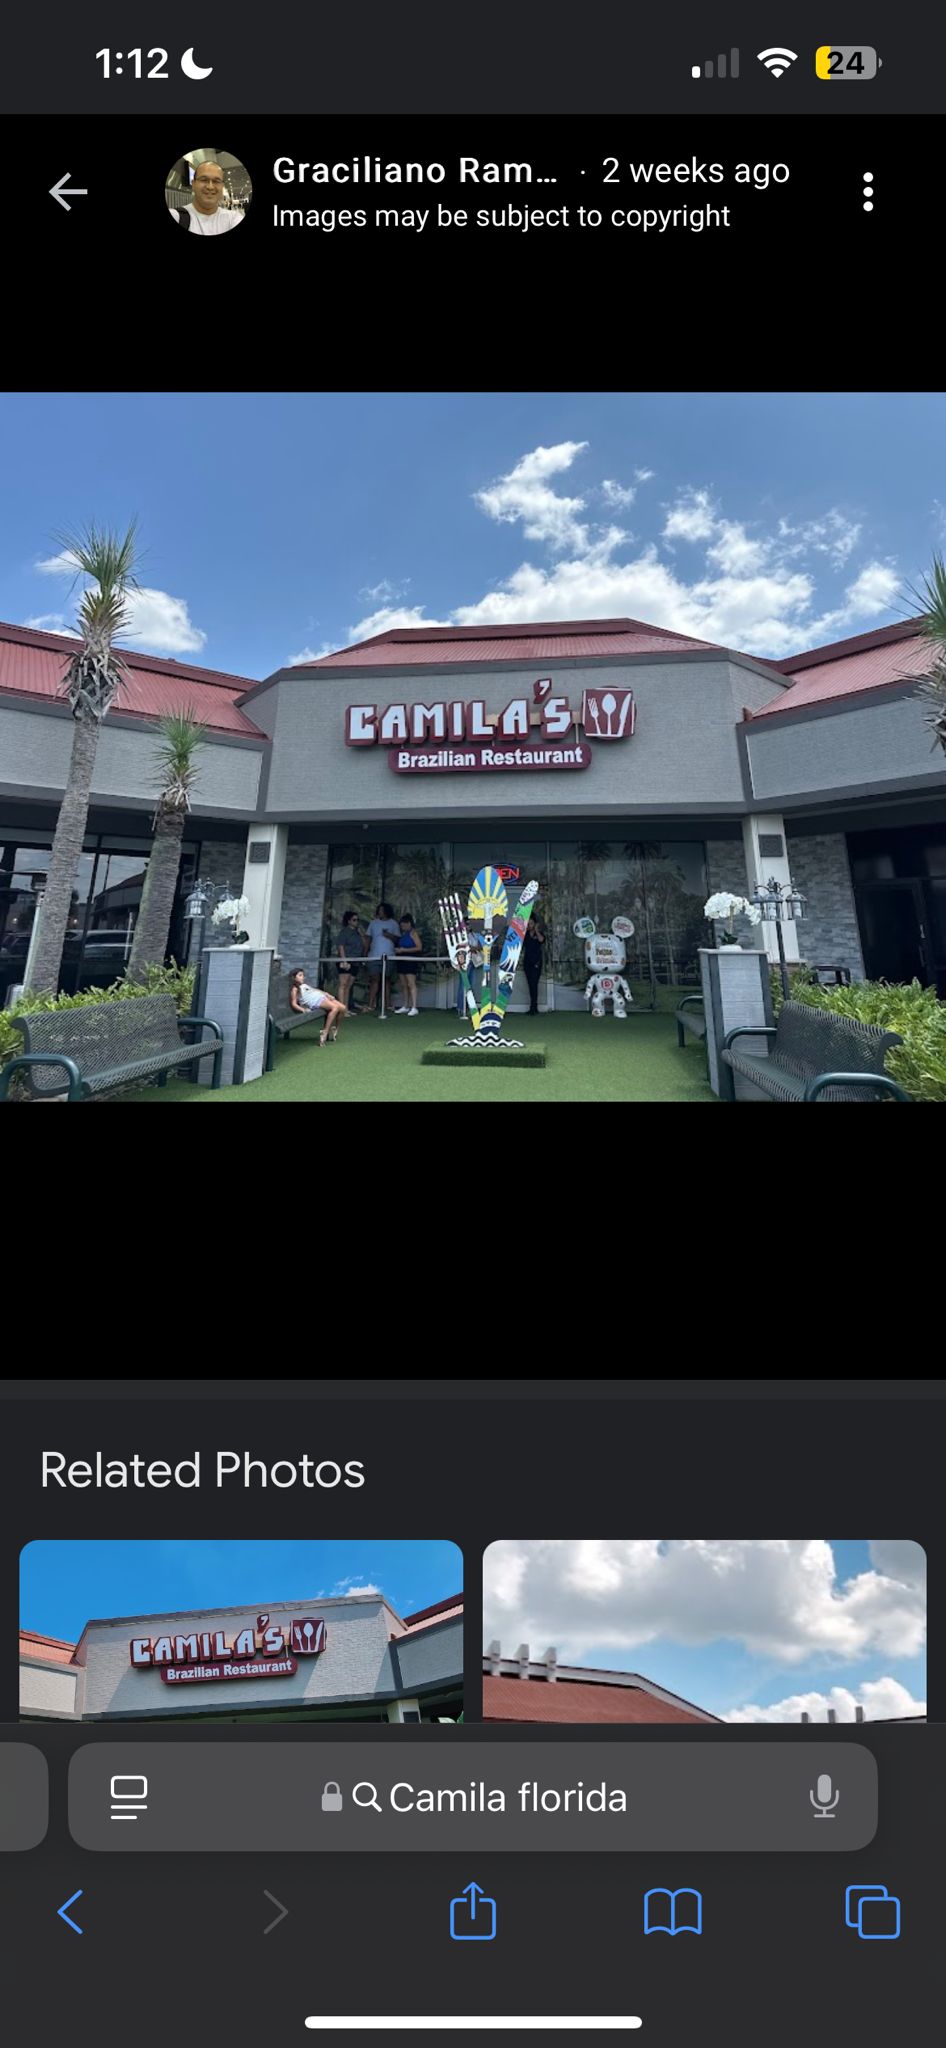 1:12
24
Graciliano Ram... · 2 weeks ago
Images may be subject to copyright
CAMILA'S
Brazilian Restaurant
EN
Related Photos
CAMILA'S
Brazilian Restaurant
Camila florida